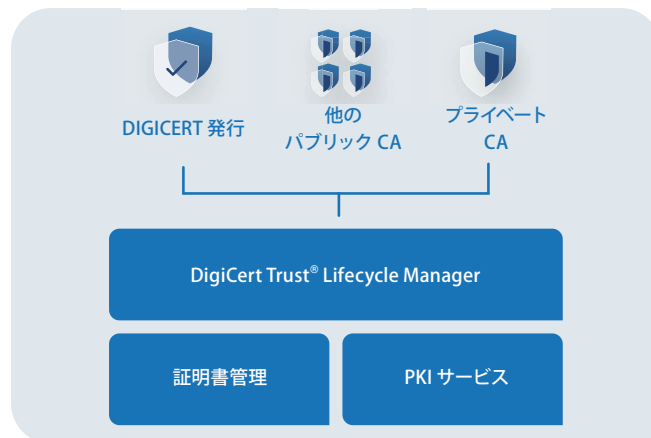 DIGICERT 発行
他の
パブリック CA
プライベート
CA
DigiCert Trust® Lifecycle Manager
証明書管理
PKI サービス